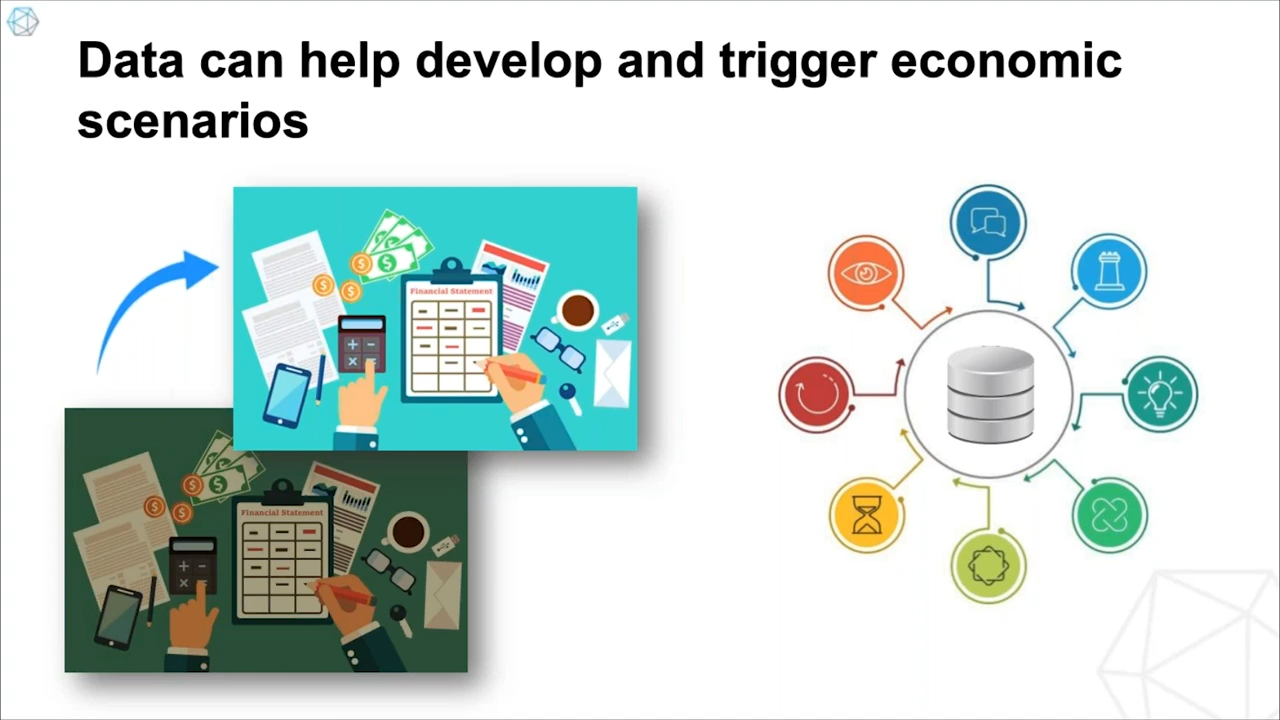 Data can help develop and trigger economic
scenarios
Financial Statement
Financial Statement